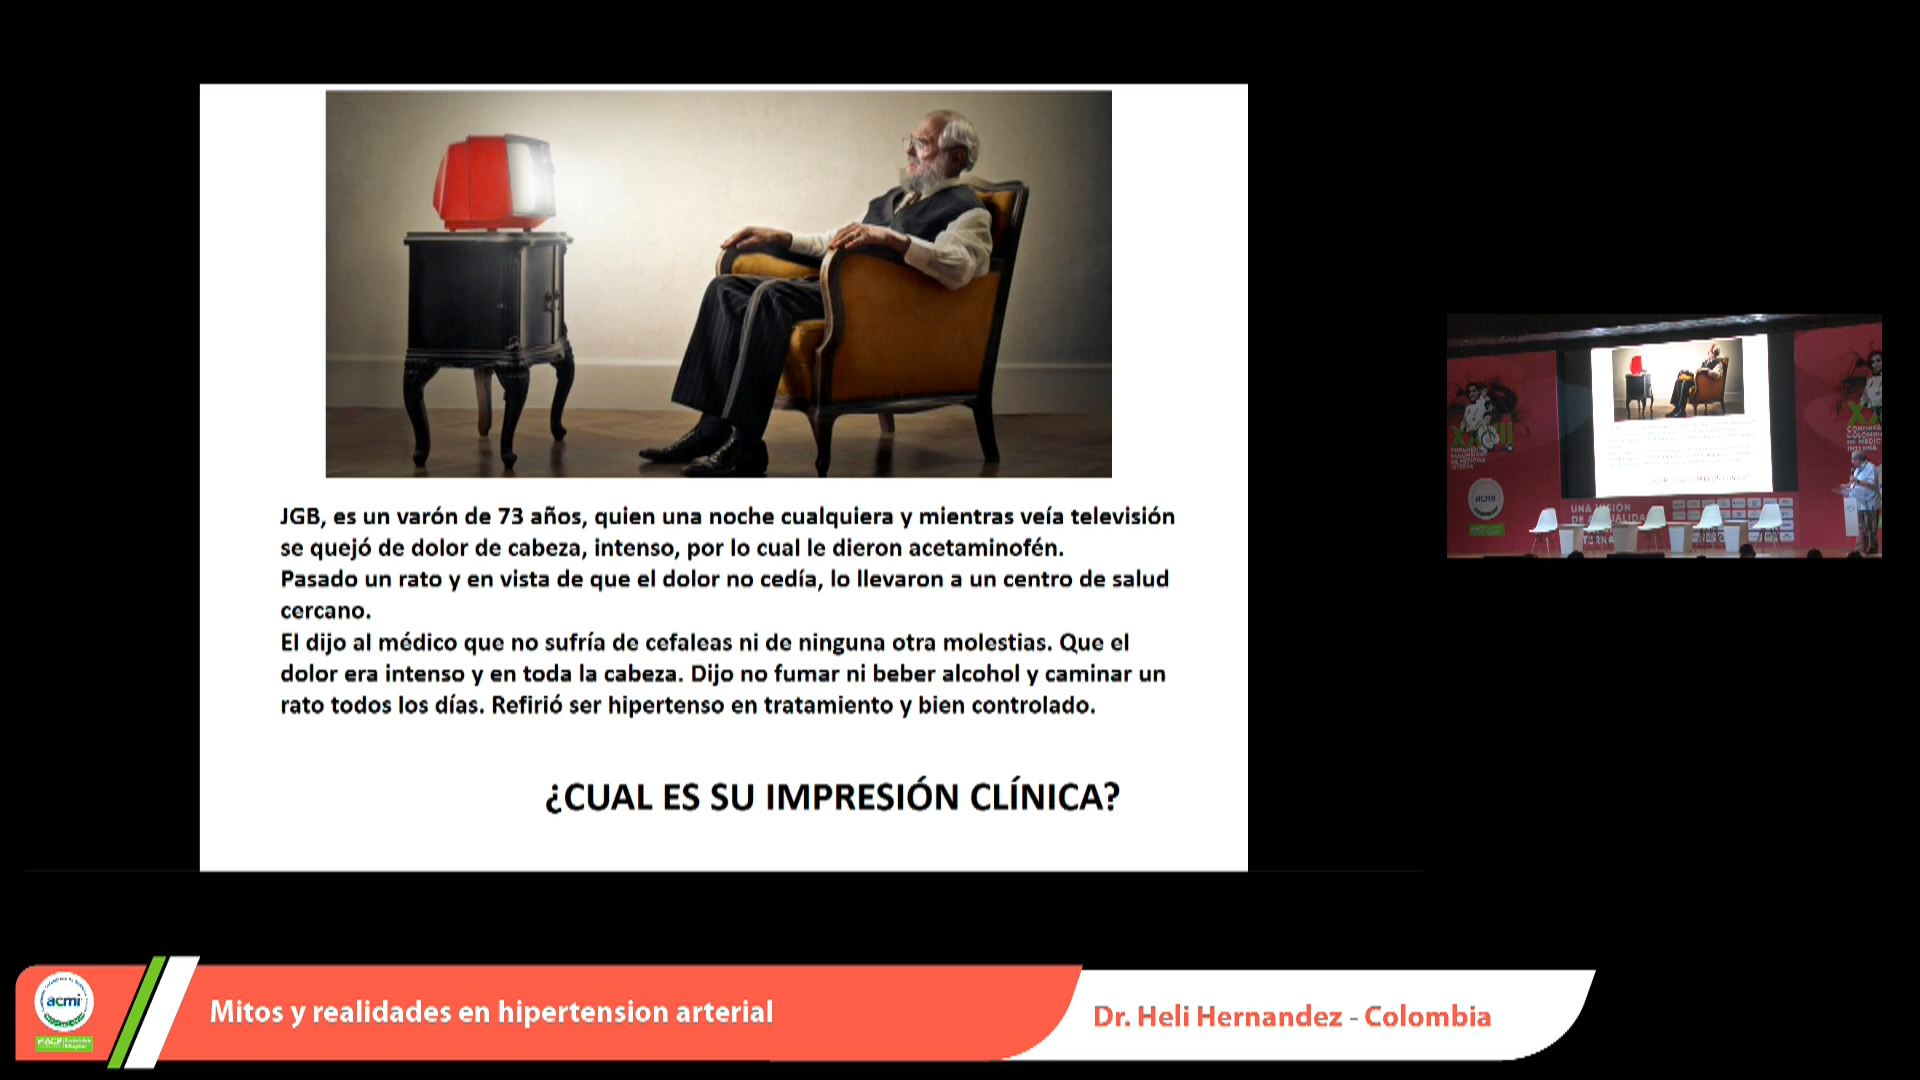 JGB, es un varón de 73 años, quien una noche cualquiera y mientras veía televisión
se quejó de dolor de cabeza, intenso, por lo cual le dieron acetaminofén.
Pasado un rato y en vista de que el dolor no cedía, lo llevaron a un centro de salud
cercano.
El dijo al médico que no sufría de cefaleas ni de ninguna otra molestias. Que el
dolor era intenso y en toda la cabeza. Dijo no fumar ni beber alcohol y caminar un
rato todos los días. Refirió ser hipertenso en tratamiento y bien controlado.
¿CUAL ES SU IMPRESIÓN CLÍNICA?
acmi
UNA VISIÓN
acmi
Mitos y realidades en hipertension arterial
Dr. Heli Hernandez - Colombia